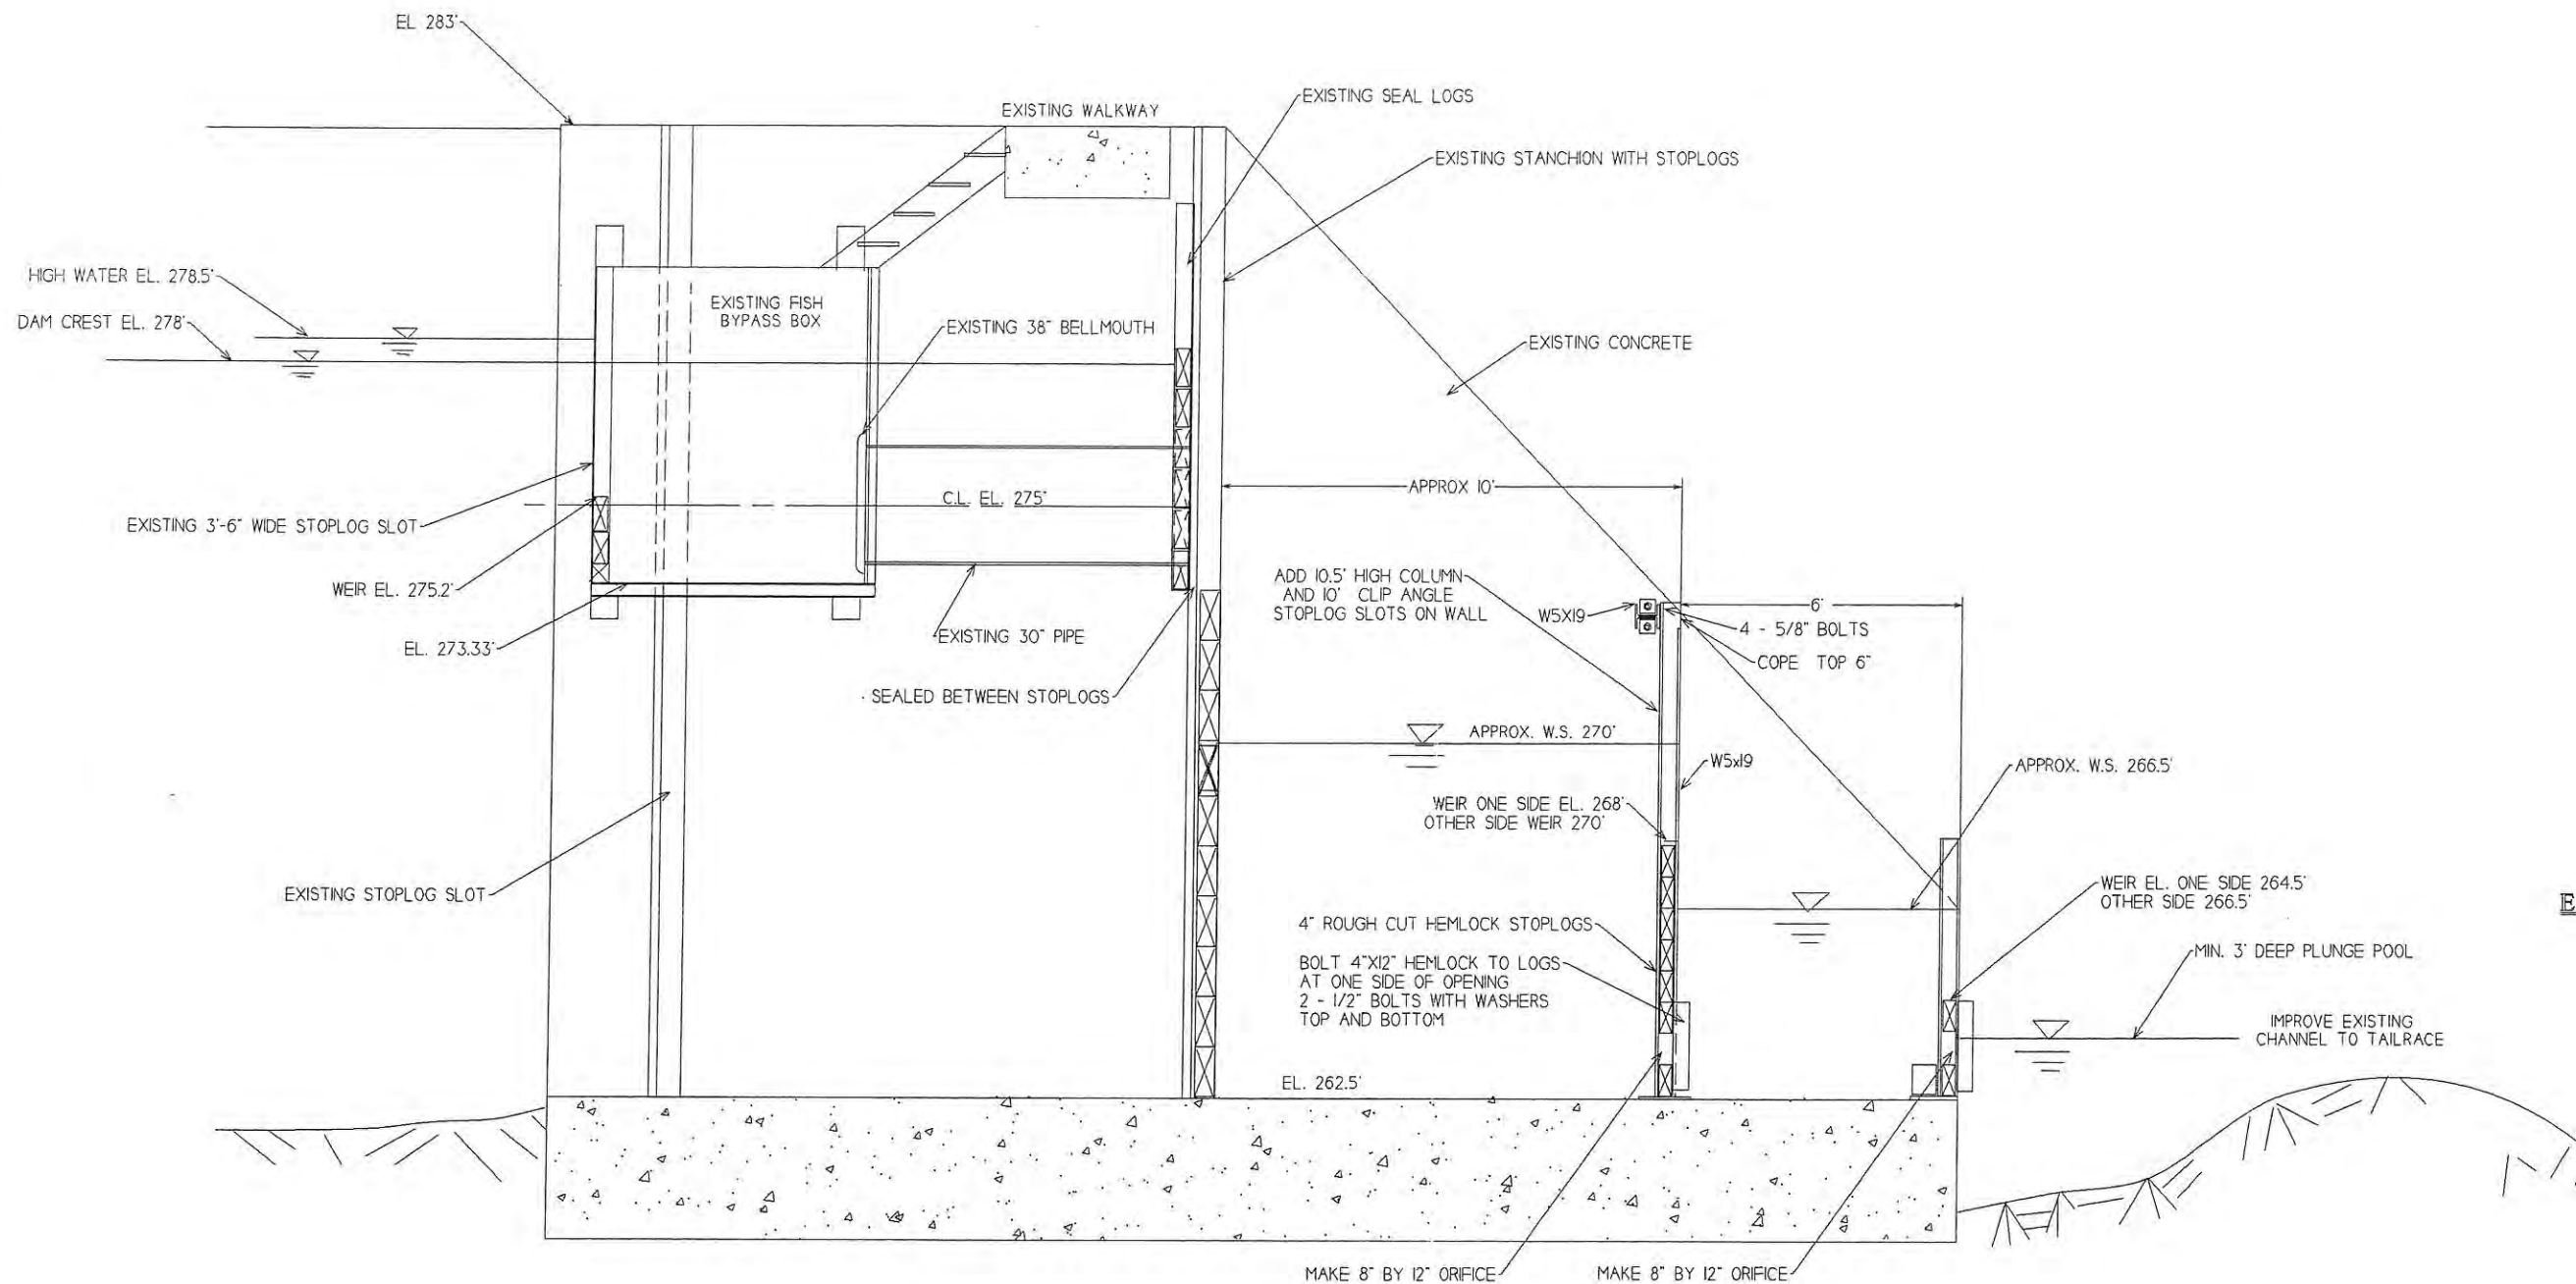 EL 283'
EXISTING WALKWAY
EXISTING SEAL LOGS
EXISTING STANCHION WITH STOPLOGS
HIGH WATER EL. 278.5'
DAM CREST EL. 278'
EXISTING FISH
BYPASS BOX
EXISTING 38" BELLMOUTH
EXISTING CONCRETE
C.L. EL. 275'
APPROX 10'
EXISTING 3'-6" WIDE STOPLOG SLOT
WEIR EL. 275.2'
EL. 273.33'
EXISTING 30" PIPE
SEALED BETWEEN STOPLOGS
ADD 10.5' HIGH COLUMN
AND 10' CLIP ANGLE
STOPLOG SLOTS ON WALL
W5X19
6'
4 - 5/8" BOLTS
COPE TOP 6"
APPROX. W.S. 270'
W5x19
APPROX. W.S. 266.5'
WEIR ONE SIDE EL. 268'
OTHER SIDE WEIR 270'
EXISTING STOPLOG SLOT
WEIR EL. ONE SIDE 264.5'
OTHER SIDE 266.5'
E
4" ROUGH CUT HEMLOCK STOPLOGS
BOLT 4"X12" HEMLOCK TO LOGS
AT ONE SIDE OF OPENING
2 - 1/2" BOLTS WITH WASHERS
TOP AND BOTTOM
MIN. 3' DEEP PLUNGE POOL
IMPROVE EXISTING
CHANNEL TO TAILRACE
EL. 262.5'
MAKE 8" BY 12" ORIFICE
MAKE 8" BY 12" ORIFICE